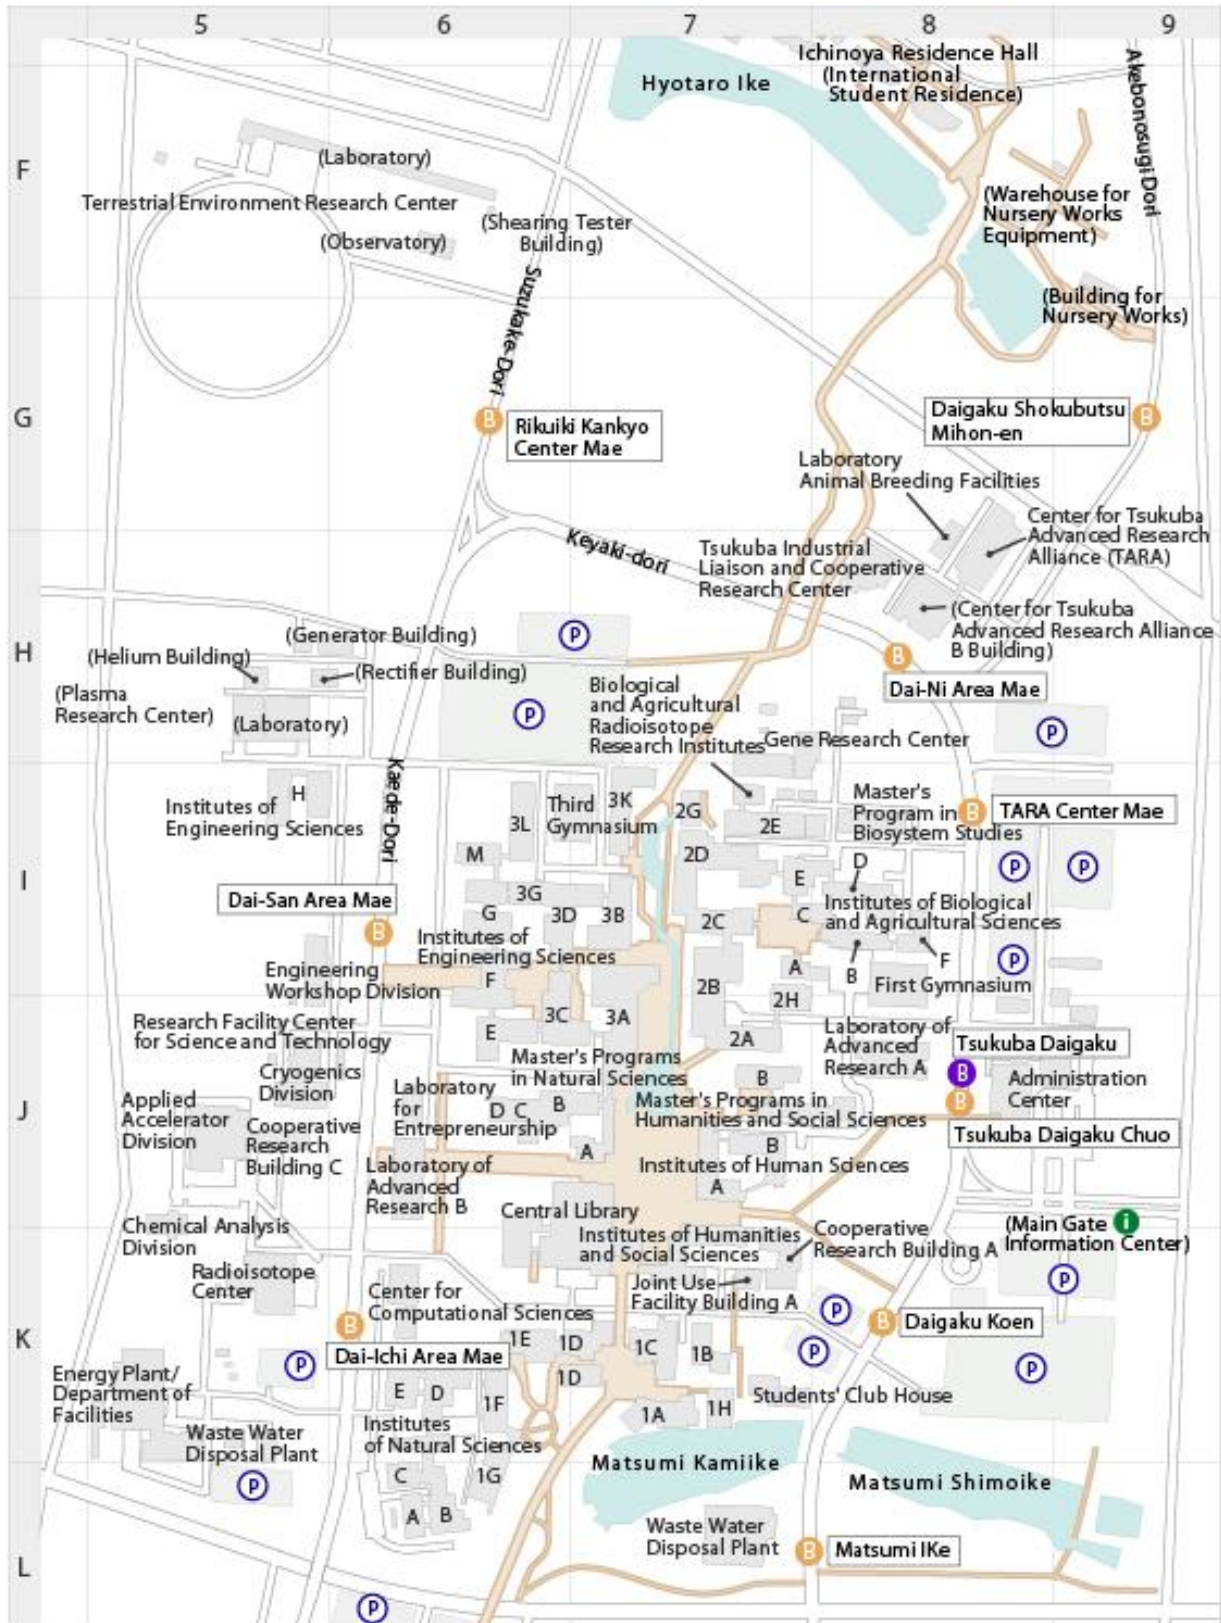 5
6
7
8
9
F
G
H
I
J
K
L
Ichinoya Residence Hall
(International
Student Residence)
Hyotaro Ike
Akebonosugi Dori
(Laboratory)
Terrestrial Environment Research Center
(Observatory)
(Shearing Tester
Building)
(Warehouse for
Nursery Works
Equipment)
(Building for
Nursery Works)
Suzukake-Dori
B
Rikuiki Kankyo
Center Mae
Daigaku Shokubutsu
Mihon-en
B
Laboratory
Animal Breeding Facilities
Center for Tsukuba
Advanced Research
Alliance (TARA)
Keyaki-dori
Tsukuba Industrial
Liaison and Cooperative
Research Center
(Center for Tsukuba
Advanced Research Alliance
B Building)
(Generator Building)
P
(Helium Building)
(Rectifier Building)
B
Dai-Ni Area Mae
(Plasma
Research Center)
(Laboratory)
P
Biological
and Agricultural
Radioisotope
Research Institutes
Gene Research Center
P
Kaede-Dori
H
Institutes of
Engineering Sciences
3L
Third
Gymnasium
3K
2G
2E
Master's
Program in
Biosystem Studies
B
TARA Center Mae
M
2D
E
D
P
P
Dai-San Area Mae
B
3G
G
3D
3B
2C
C
Institutes of Biological
and Agricultural Sciences
Institutes of
Engineering Sciences
A
B
F
P
Engineering
Workshop Division
F
2B
2H
First Gymnasium
Research Facility Center
for Science and Technology
E
3C
3A
2A
Laboratory of
Advanced
Research A
Tsukuba Daigaku
B
B
Cryogenics
Division
Master's Programs
in Natural Sciences
B
Administration
Center
Applied
Accelerator
Division
Cooperative
Research
Building C
Laboratory
for
Entrepreneurship
D
C
B
Master's Programs in
Humanities and Social Sciences
Tsukuba Daigaku Chuo
A
B
Laboratory of
Advanced
Research B
Institutes of Human Sciences
A
Central Library
Chemical Analysis
Division
Institutes of Humanities
and Social Sciences
Cooperative
Research Building A
(Main Gate
Information Center)
i
Radioisotope
Center
Joint Use
Facility Building A
P
Center for
Computational Sciences
P
B
Dai-Ichi Area Mae
1E
1D
1C
1B
P
B
Daigaku Koen
P
P
Energy Plant/
Department of
Facilities
E
D
1F
1D
1A
1H
Students' Club House
Institutes
of Natural Sciences
Waste Water
Disposal Plant
C
1G
Matsumi Kamiike
Matsumi Shimoike
P
A
B
Waste Water
Disposal Plant
B
Matsumi IKe
P